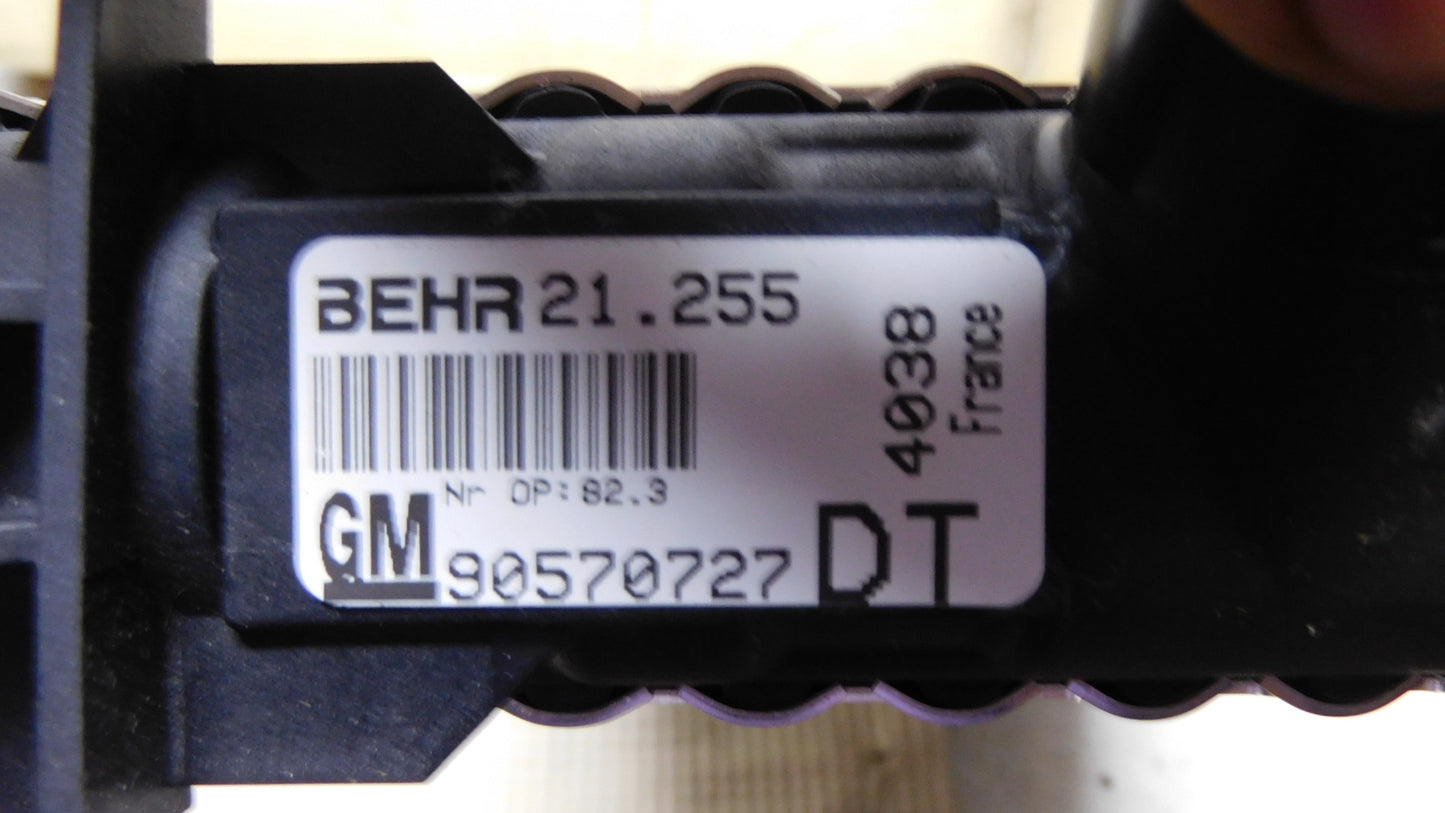 BEHR 21.255
4038
France
Nr OP:82.3
GM 90570727 DT